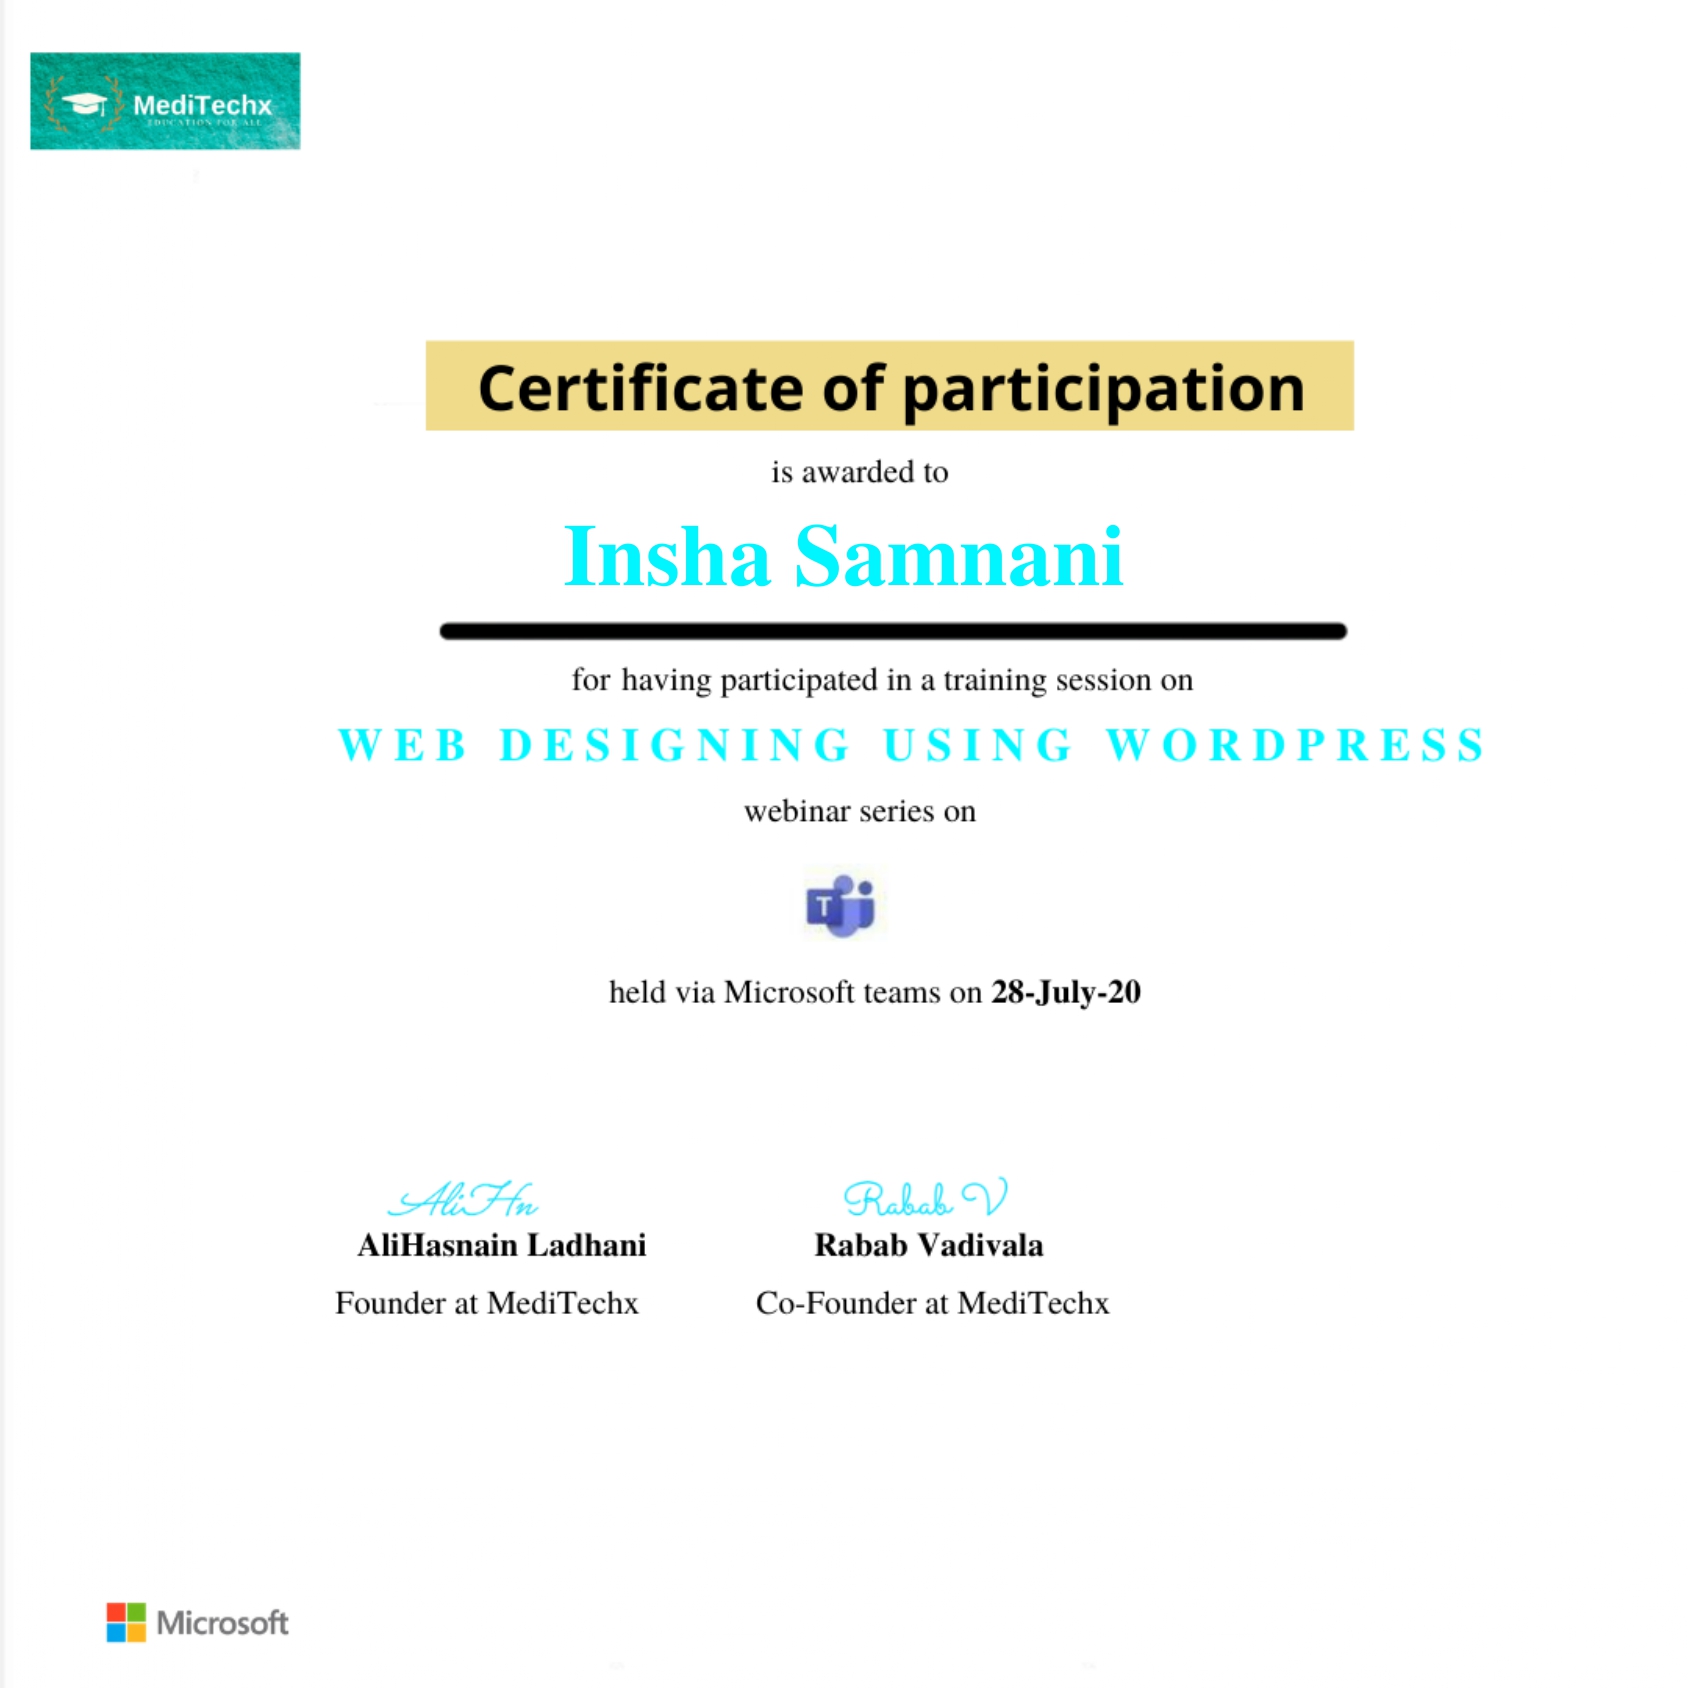 MediTechx
EDUCATION FOR ALL
Certificate of participation
is awarded to
Insha Samnani
for having participated in a training session on
WEB DESIGNING USING WORDPRESS
webinar series on
T
held via Microsoft teams on 28-July-20
AliHn Rabab V
AliHasnain Ladhani Rabab Vadivala
Founder at MediTechx Co-Founder at MediTechx
Microsoft